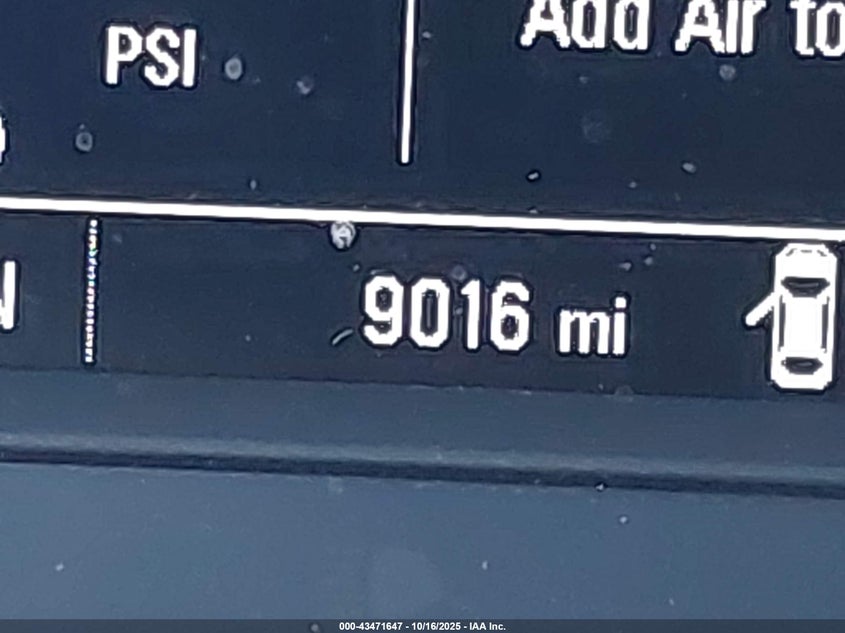 PSI
Add Air to
9016 mi
000-43471647 - 10/16/2025 - IAA Inc.